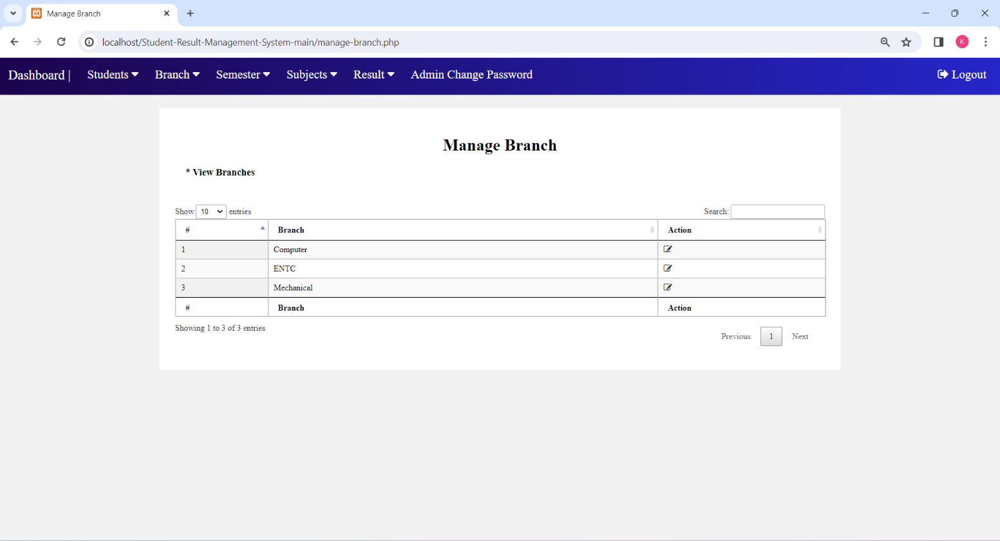 Manage Branch
localhost/Student-Result-Management-System-main/manage-branch.php
K
Dashboard | Students Branch Semester Subjects Result Admin Change Password Logout
Manage Branch
* View Branches
Show 10 entries Search:
# Branch Action
1 Computer
2 ENTC
3 Mechanical
# Branch Action
Showing 1 to 3 of 3 entries
Previous 1 Next